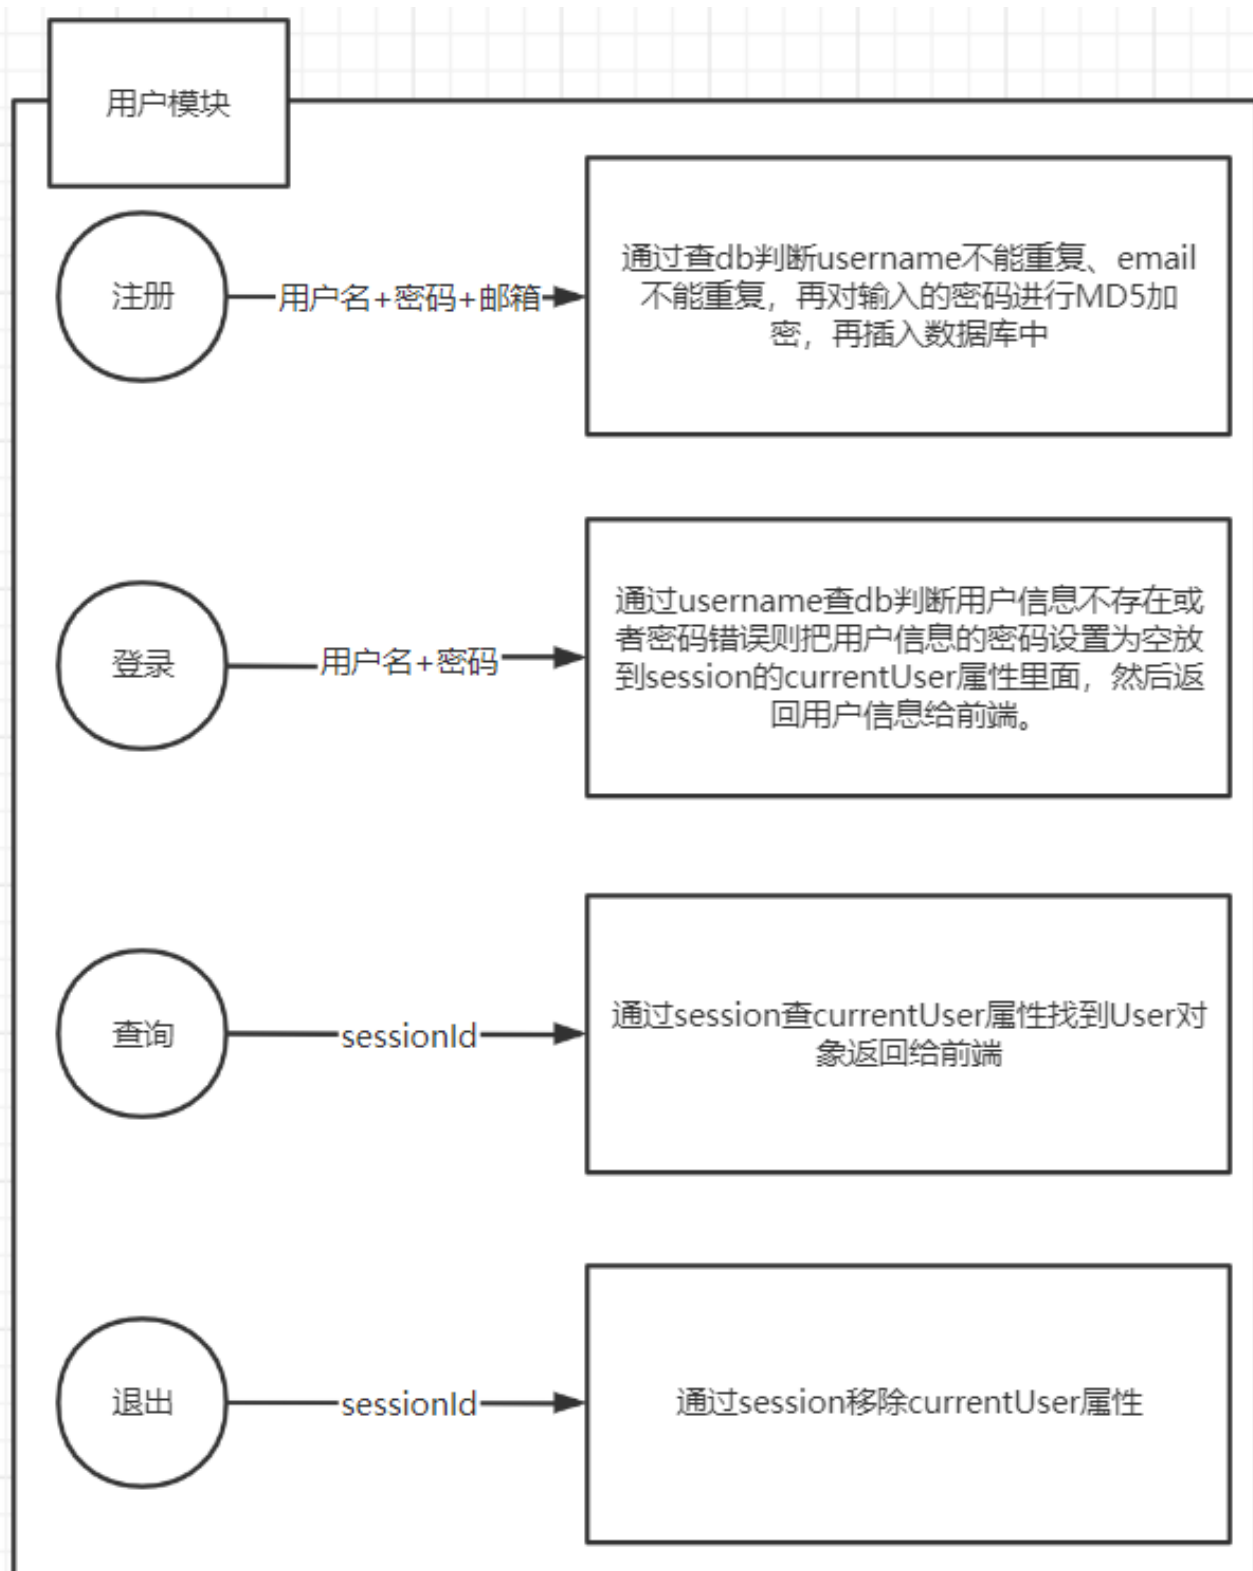 用户模块
注册
用户名+密码+邮箱
通过查db判断username不能重复、email
不能重复，再对输入的密码进行MD5加
密，再插入数据库中
登录
用户名+密码
通过username查db判断用户信息不存在或
者密码错误则把用户信息的密码设置为空放
到session的currentUser属性里面，然后返
回用户信息给前端。
查询
sessionId
通过session查currentUser属性找到User对
象返回给前端
退出
sessionId
通过session移除currentUser属性